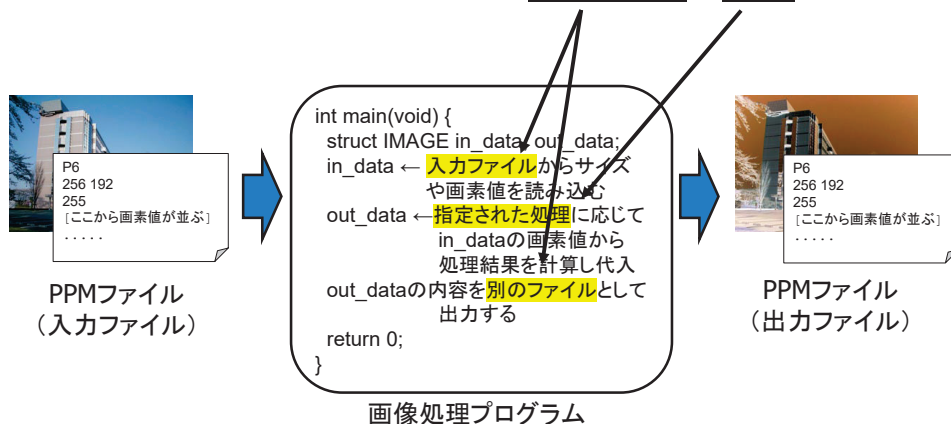 P6
256 192
255
[ここから画素値が並ぶ]
.....
PPMファイル
（入力ファイル）
int main(void) {
struct IMAGE in_data, out_data;
in_data ← 入力ファイルからサイズ
や画素値を読み込む
out_data ←指定された処理に応じて
in_dataの画素値から
処理結果を計算し代入
out_dataの内容を別のファイルとして
出力する
return 0;
}
画像処理プログラム
P6
256 192
255
[ここから画素値が並ぶ]
.....
PPMファイル
（出力ファイル）